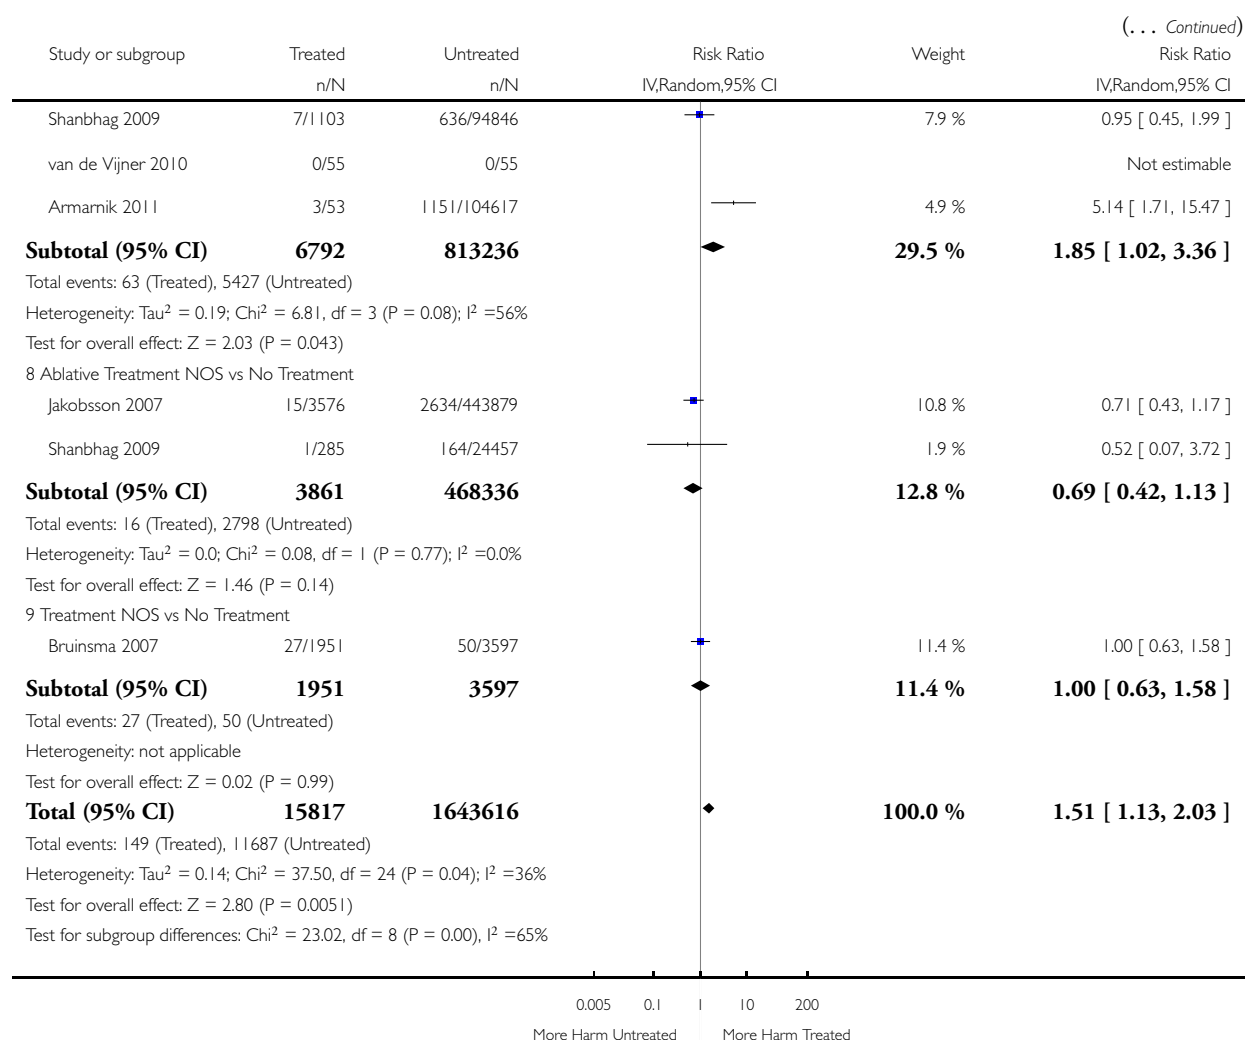 (... Continued)
Study or subgroup Treated Untreated Risk Ratio Weight Risk Ratio
n/N n/N IV,Random,95% CI IV,Random,95% CI
Shanbhag 2009 7/1103 636/94846 7.9 % 0.95 [ 0.45, 1.99 ]
van de Vijner 2010 0/55 0/55 Not estimable
Armarnik 2011 3/53 1151/104617 4.9 % 5.14 [ 1.71, 15.47 ]
Subtotal (95% CI) 6792 813236 29.5 % 1.85 [ 1.02, 3.36 ]
Total events: 63 (Treated), 5427 (Untreated)
Heterogeneity: Tau² = 0.19; Chi² = 6.81, df = 3 (P = 0.08); I² =56%
Test for overall effect: Z = 2.03 (P = 0.043)
8 Ablative Treatment NOS vs No Treatment
Jakobsson 2007 15/3576 2634/443879 10.8 % 0.71 [ 0.43, 1.17 ]
Shanbhag 2009 1/285 164/24457 1.9 % 0.52 [ 0.07, 3.72 ]
Subtotal (95% CI) 3861 468336 12.8 % 0.69 [ 0.42, 1.13 ]
Total events: 16 (Treated), 2798 (Untreated)
Heterogeneity: Tau² = 0.0; Chi² = 0.08, df = 1 (P = 0.77); I² =0.0%
Test for overall effect: Z = 1.46 (P = 0.14)
9 Treatment NOS vs No Treatment
Bruinsma 2007 27/1951 50/3597 11.4 % 1.00 [ 0.63, 1.58 ]
Subtotal (95% CI) 1951 3597 11.4 % 1.00 [ 0.63, 1.58 ]
Total events: 27 (Treated), 50 (Untreated)
Heterogeneity: not applicable
Test for overall effect: Z = 0.02 (P = 0.99)
Total (95% CI) 15817 1643616 100.0 % 1.51 [ 1.13, 2.03 ]
Total events: 149 (Treated), 11687 (Untreated)
Heterogeneity: Tau² = 0.14; Chi² = 37.50, df = 24 (P = 0.04); I² =36%
Test for overall effect: Z = 2.80 (P = 0.0051)
Test for subgroup differences: Chi² = 23.02, df = 8 (P = 0.00), I² =65%
0.005 0.1 1 10 200
More Harm Untreated More Harm Treated